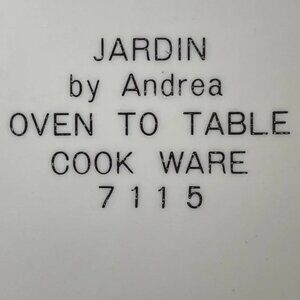 JARDIN
by Andrea
OVEN TO TABLE
COOK WARE
7115